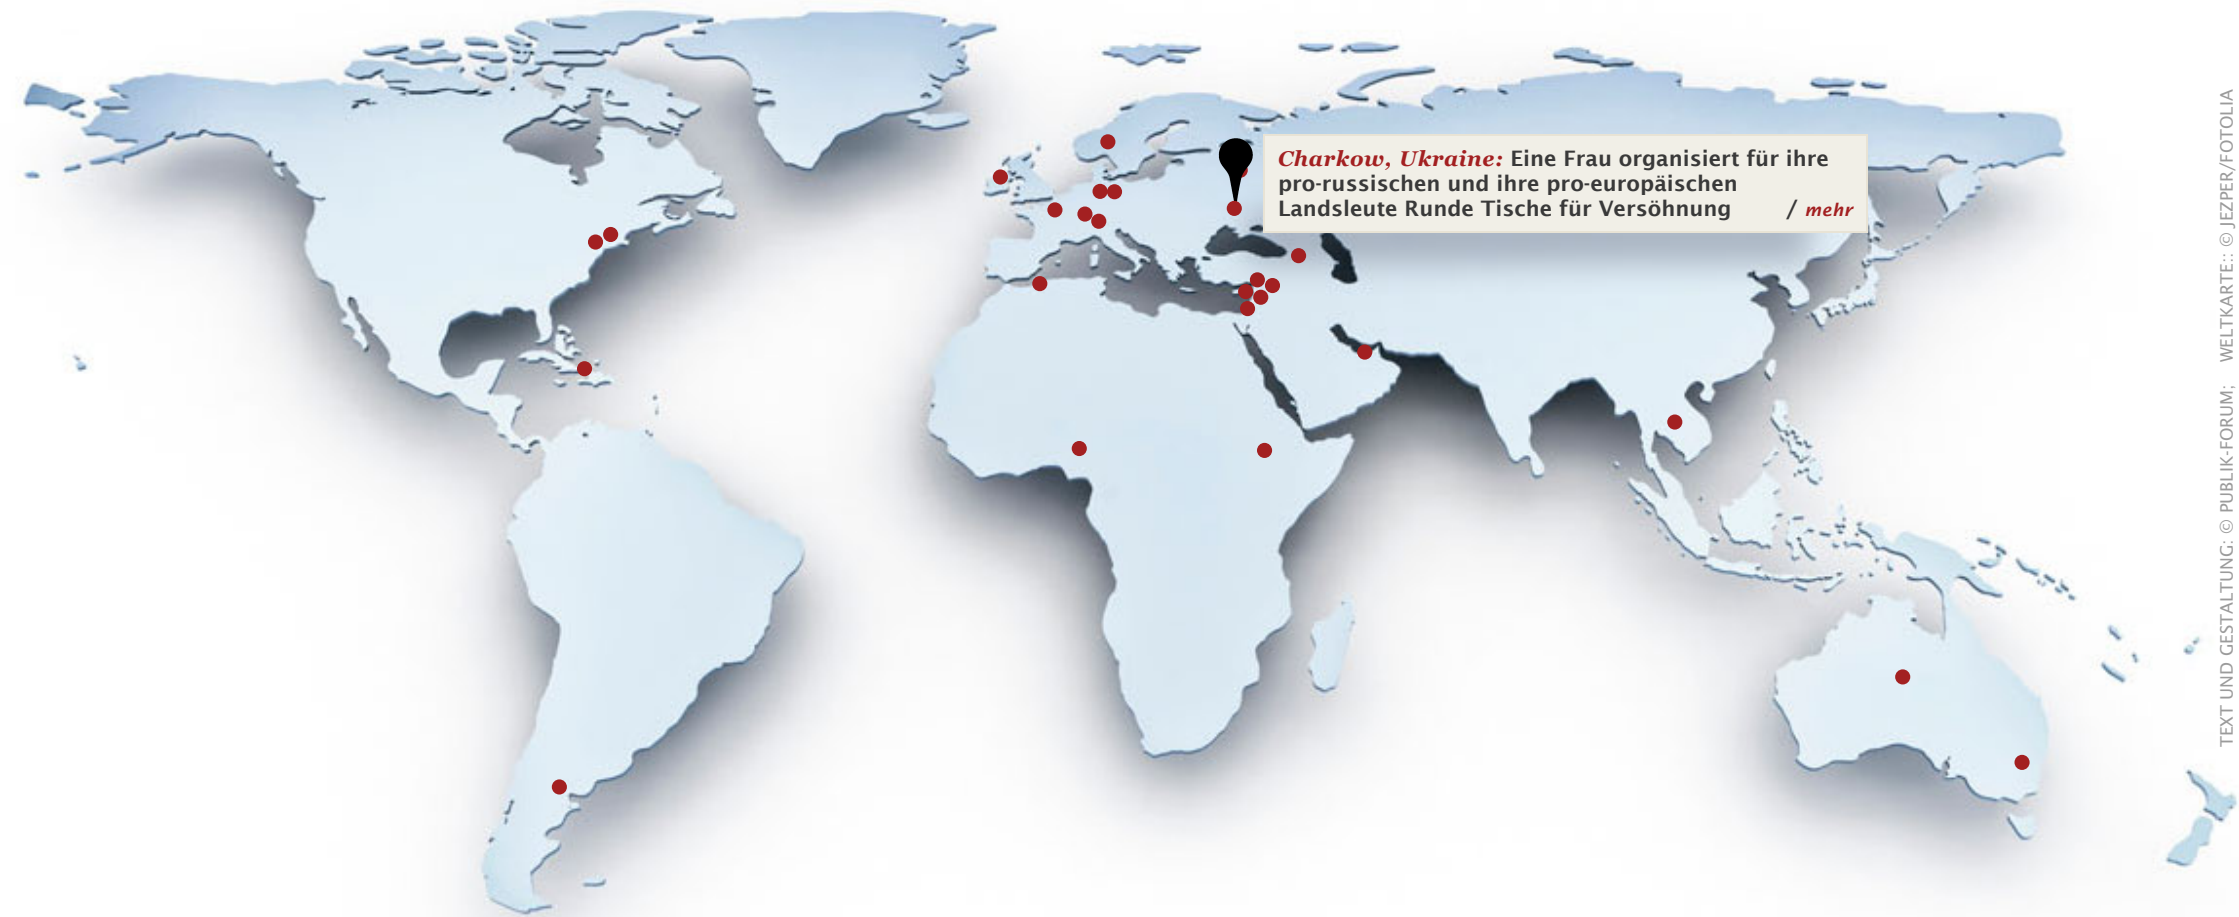 Charkow, Ukraine: Eine Frau organisiert für ihre
pro-russischen und ihre pro-europäischen
Landsleute Runde Tische für Versöhnung / mehr
TEXT UND GESTALTUNG: © PUBLIK-FORUM; WELTKARTE:: © JEZPER/FOTOLIA